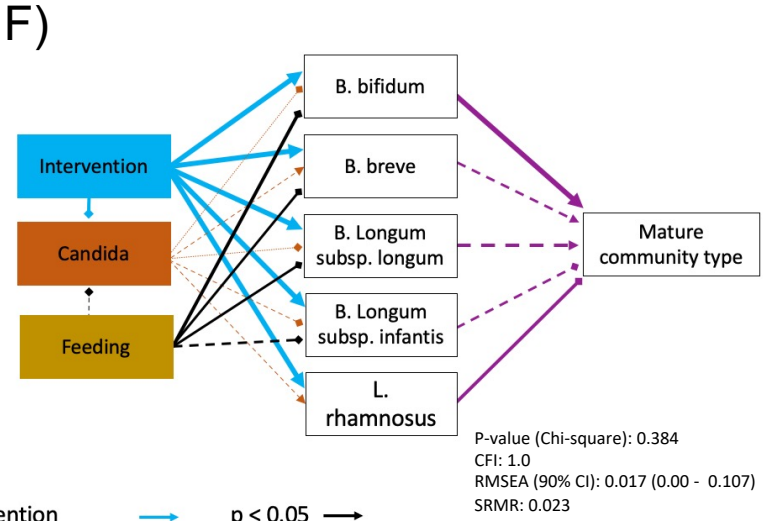 F)
Intervention
Candida
Feeding
B. bifidum
B. breve
B. Longum
subsp. longum
B. Longum
subsp. infantis
L.
rhamnosus
Mature
community type
P-value (Chi-square): 0.384
CFI: 1.0
RMSEA (90% CI): 0.017 (0.00 - 0.107)
SRMR: 0.023
p < 0.05